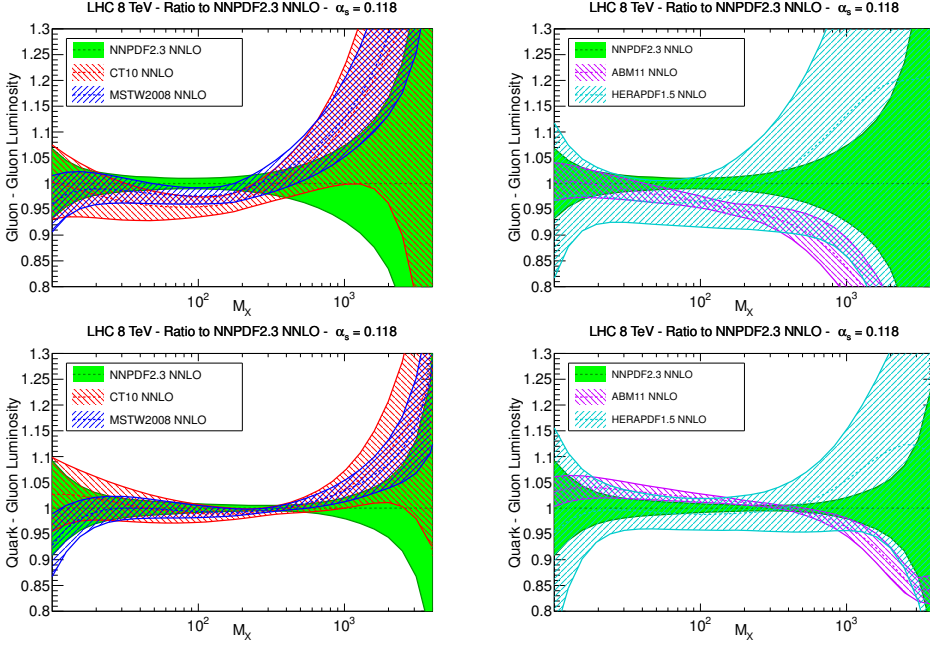 LHC 8 TeV - Ratio to NNPDF2.3 NNLO - αs = 0.118
Gluon - Gluon Luminosity
1.3
1.25
1.2
1.15
1.1
1.05
1
0.95
0.9
0.85
0.8
NNPDF2.3 NNLO
CT10 NNLO
MSTW2008 NNLO
10²
10³
MX
LHC 8 TeV - Ratio to NNPDF2.3 NNLO - αs = 0.118
Gluon - Gluon Luminosity
1.3
1.25
1.2
1.15
1.1
1.05
1
0.95
0.9
0.85
0.8
NNPDF2.3 NNLO
ABM11 NNLO
HERAPDF1.5 NNLO
10²
10³
MX
LHC 8 TeV - Ratio to NNPDF2.3 NNLO - αs = 0.118
Quark - Gluon Luminosity
1.3
1.25
1.2
1.15
1.1
1.05
1
0.95
0.9
0.85
0.8
NNPDF2.3 NNLO
CT10 NNLO
MSTW2008 NNLO
10²
10³
MX
LHC 8 TeV - Ratio to NNPDF2.3 NNLO - αs = 0.118
Quark - Gluon Luminosity
1.3
1.25
1.2
1.15
1.1
1.05
1
0.95
0.9
0.85
0.8
NNPDF2.3 NNLO
ABM11 NNLO
HERAPDF1.5 NNLO
10²
10³
MX